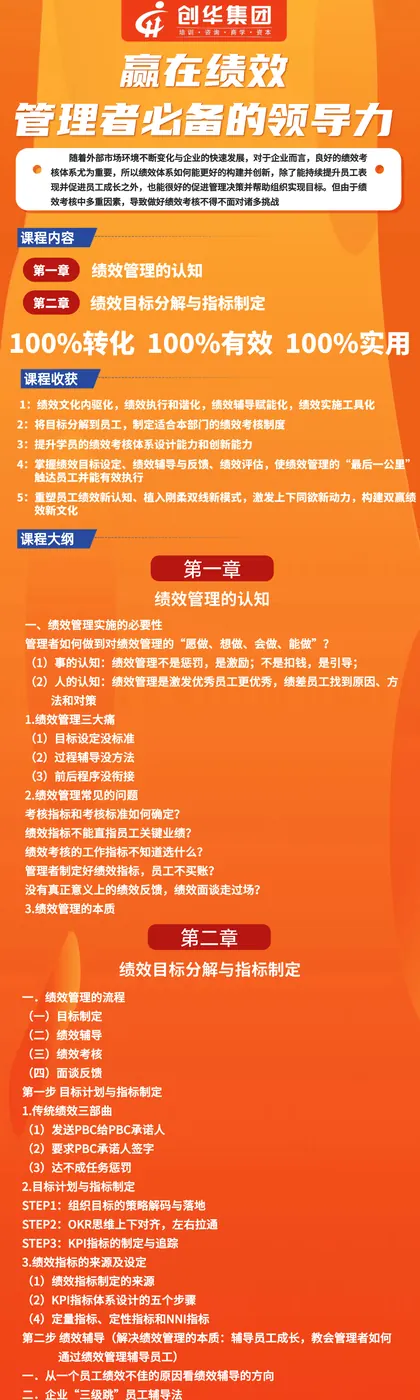 创华集团
培训·咨询·商学·资本
赢在绩效
管理者必备的领导力
随着外部市场环境不断变化与企业的快速发展，对于企业而言，良好的绩效考
核体系尤为重要，所以绩效体系如何能更好的构建并创新，除了能持续提升员工表
现并促进员工成长之外，也能很好的促进管理决策并帮助组织实现目标。但由于绩
效考核中多重因素，导致做好绩效考核不得不面对诸多挑战
课程内容
第一章 绩效管理的认知
第二章 绩效目标分解与指标制定
100%转化 100%有效 100%实用
课程收获
1：绩效文化内驱化，绩效执行和谐化，绩效辅导赋能化，绩效实施工具化
2：将目标分解到员工，制定适合本部门的绩效考核制度
3：提升学员的绩效考核体系设计能力和创新能力
4：掌握绩效目标设定、绩效辅导与反馈、绩效评估，使绩效管理的“最后一公里”
触达员工并能有效执行
5：重塑员工绩效新认知、植入刚柔双线新模式，激发上下同欲新动力，构建双赢绩
效新文化
课程大纲
第一章
绩效管理的认知
一、绩效管理实施的必要性
管理者如何做到对绩效管理的“愿做、想做、会做、能做”？
（1）事的认知：绩效管理不是惩罚，是激励；不是扣钱，是引导；
（2）人的认知：绩效管理是激发优秀员工更优秀，绩差员工找到原因、方
法和对策
1.绩效管理三大痛
（1）目标设定没标准
（2）过程辅导没方法
（3）前后程序没衔接
2.绩效管理常见的问题
考核指标和考核标准如何确定？
绩效指标不能直指员工关键业绩？
绩效考核的工作指标不知道选什么？
管理者制定好绩效指标，员工不买账？
没有真正意义上的绩效反馈，绩效面谈走过场？
3.绩效管理的本质
第二章
绩效目标分解与指标制定
一．绩效管理的流程
（一）目标制定
（二）绩效辅导
（三）绩效考核
（四）面谈反馈
第一步 目标计划与指标制定
1.传统绩效三部曲
（1）发送PBC给PBC承诺人
（2）要求PBC承诺人签字
（3）达不成任务惩罚
2.目标计划与指标制定
STEP1：组织目标的策略解码与落地
STEP2：OKR思维上下对齐，左右拉通
STEP3：KPI指标的制定与追踪
3.绩效指标的来源及设定
（1）绩效指标制定的来源
（2）KPI指标体系设计的五个步骤
（4）定量指标、定性指标和NNI指标
第二步 绩效辅导（解决绩效管理的本质：辅导员工成长，教会管理者如何
通过绩效管理辅导员工）
一．从一个员工绩效不佳的原因看绩效辅导的方向
二．企业“三级跳”员工辅导法